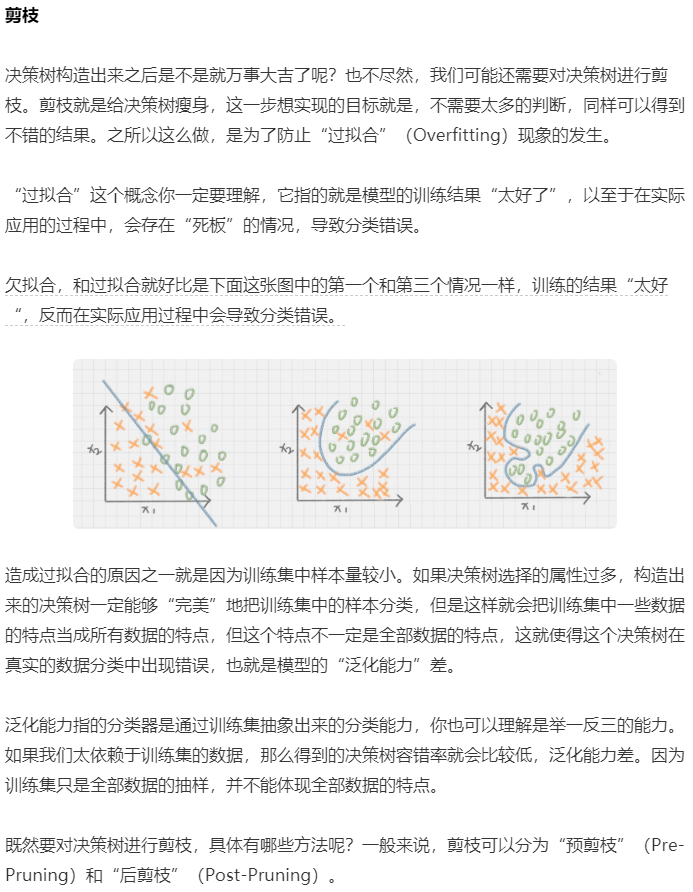 剪枝
决策树构造出来之后是不是就万事大吉了呢？也不尽然，我们可能还需要对决策树进行剪
枝。剪枝就是给决策树瘦身，这一步想实现的目标就是，不需要太多的判断，同样可以得到
不错的结果。之所以这么做，是为了防止“过拟合”（Overfitting）现象的发生。
“过拟合”这个概念你一定要理解，它指的就是模型的训练结果“太好了”，以至于在实际
应用的过程中，会存在“死板”的情况，导致分类错误。
欠拟合，和过拟合就好比是下面这张图中的第一个和第三个情况一样，训练的结果“太好
“，反而在实际应用过程中会导致分类错误。
x2 x1 x2 x1 x2 x1
造成过拟合的原因之一就是因为训练集中样本量较小。如果决策树选择的属性过多，构造出
来的决策树一定能够“完美”地把训练集中的样本分类，但是这样就会把训练集中一些数据
的特点当成所有数据的特点，但这个特点不一定是全部数据的特点，这就使得这个决策树在
真实的数据分类中出现错误，也就是模型的“泛化能力”差。
泛化能力指的分类器是通过训练集抽象出来的分类能力，你也可以理解是举一反三的能力。
如果我们太依赖于训练集的数据，那么得到的决策树容错率就会比较低，泛化能力差。因为
训练集只是全部数据的抽样，并不能体现全部数据的特点。
既然要对决策树进行剪枝，具体有哪些方法呢？一般来说，剪枝可以分为“预剪枝”（Pre-
Pruning）和“后剪枝”（Post-Pruning）。